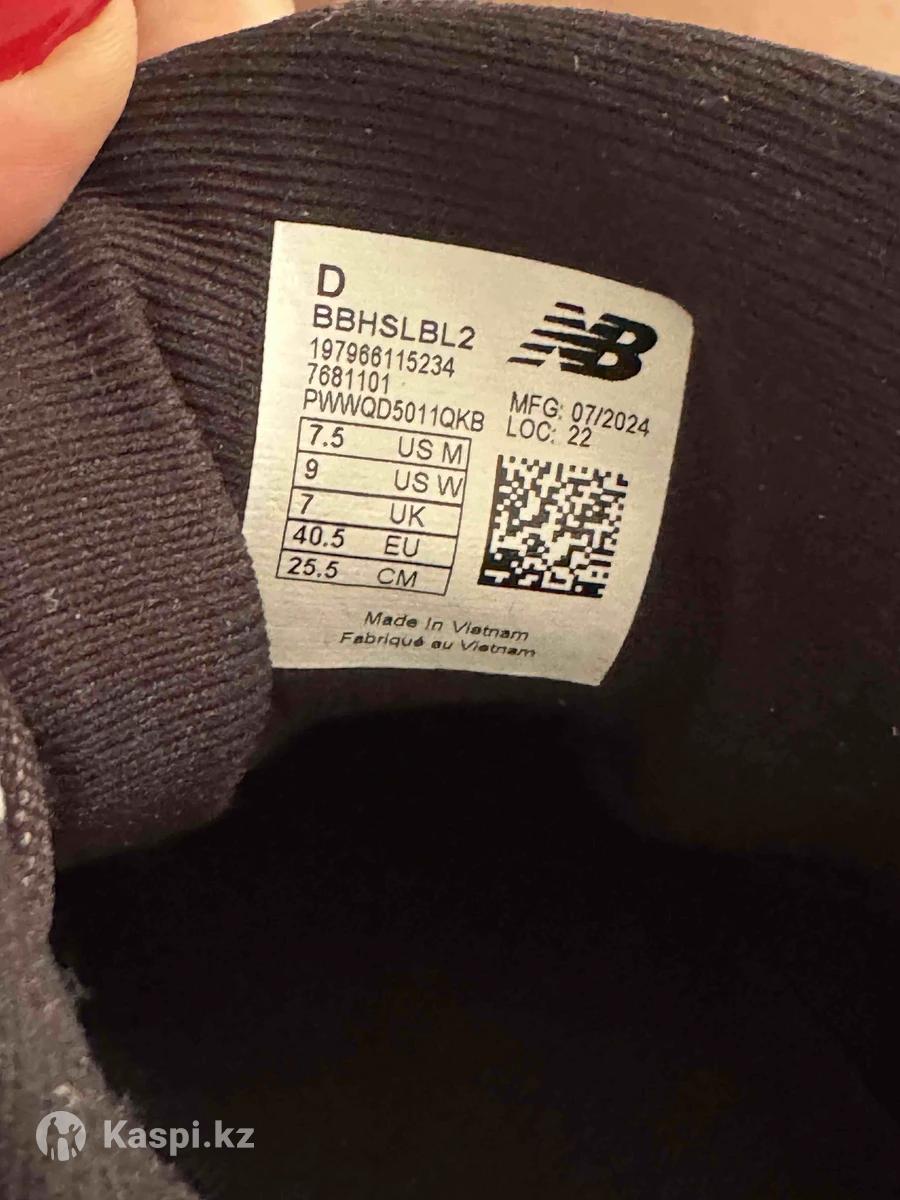 D
BBHSLBL2
197966115234
7681101
PWWQD5011QKB
NB
MFG: 07/2024
LOC: 22
7.5 US M
9 US W
7 UK
40.5 EU
25.5 CM
Made In Vietnam
Fabriqué au Vietnam
Kaspi.kz